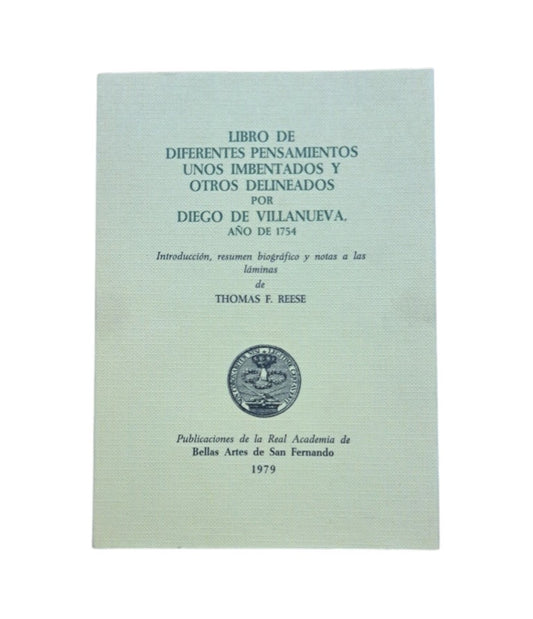 LIBRO DE
DIFERENTES PENSAMIENTOS
UNOS IMBENTADOS Y
OTROS DELINEADOS
POR
DIEGO DE VILLANUEVA.
AÑO DE 1754
Introducción, resumen biográfico y notas a las
láminas
de
THOMAS F. REESE
Publicaciones de la Real Academia de
Bellas Artes de San Fernando
1979